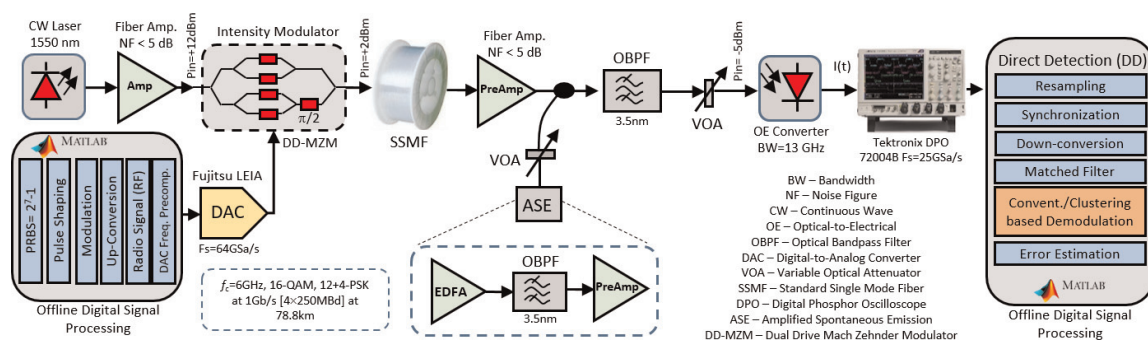 CW Laser
1550 nm
Fiber Amp.
NF < 5 dB
Amp
Pin=+12dBm
Intensity Modulator
π/2
DD-MZM
Pin=+2dBm
SSMF
Fiber Amp.
NF < 5 dB
PreAmp
VOA
ASE
OBPF
3.5nm
VOA
Pin= -5dBm
OE Converter
BW=13 GHz
I(t)
Tektronix DPO
72004B Fs=25GSa/s
Direct Detection (DD)
Resampling
Synchronization
Down-conversion
Matched Filter
Convent./Clustering
based Demodulation
Error Estimation
MATLAB
Offline Digital Signal
Processing
MATLAB
PRBS= 2⁷-1
Pulse Shaping
Modulation
Up-Conversion
Radio Signal (RF)
DAC Freq. Precomp.
Offline Digital Signal
Processing
Fujitsu LEIA
DAC
Fs=64GSa/s
fc=6GHz, 16-QAM, 12+4-PSK
at 1Gb/s [4×250MBd] at
78.8km
EDFA
OBPF
3.5nm
PreAmp
BW – Bandwidth
NF – Noise Figure
CW – Continuous Wave
OE – Optical-to-Electrical
OBPF – Optical Bandpass Filter
DAC – Digital-to-Analog Converter
VOA – Variable Optical Attenuator
SSMF – Standard Single Mode Fiber
DPO – Digital Phosphor Oscilloscope
ASE – Amplified Spontaneous Emission
DD-MZM – Dual Drive Mach Zehnder Modulator